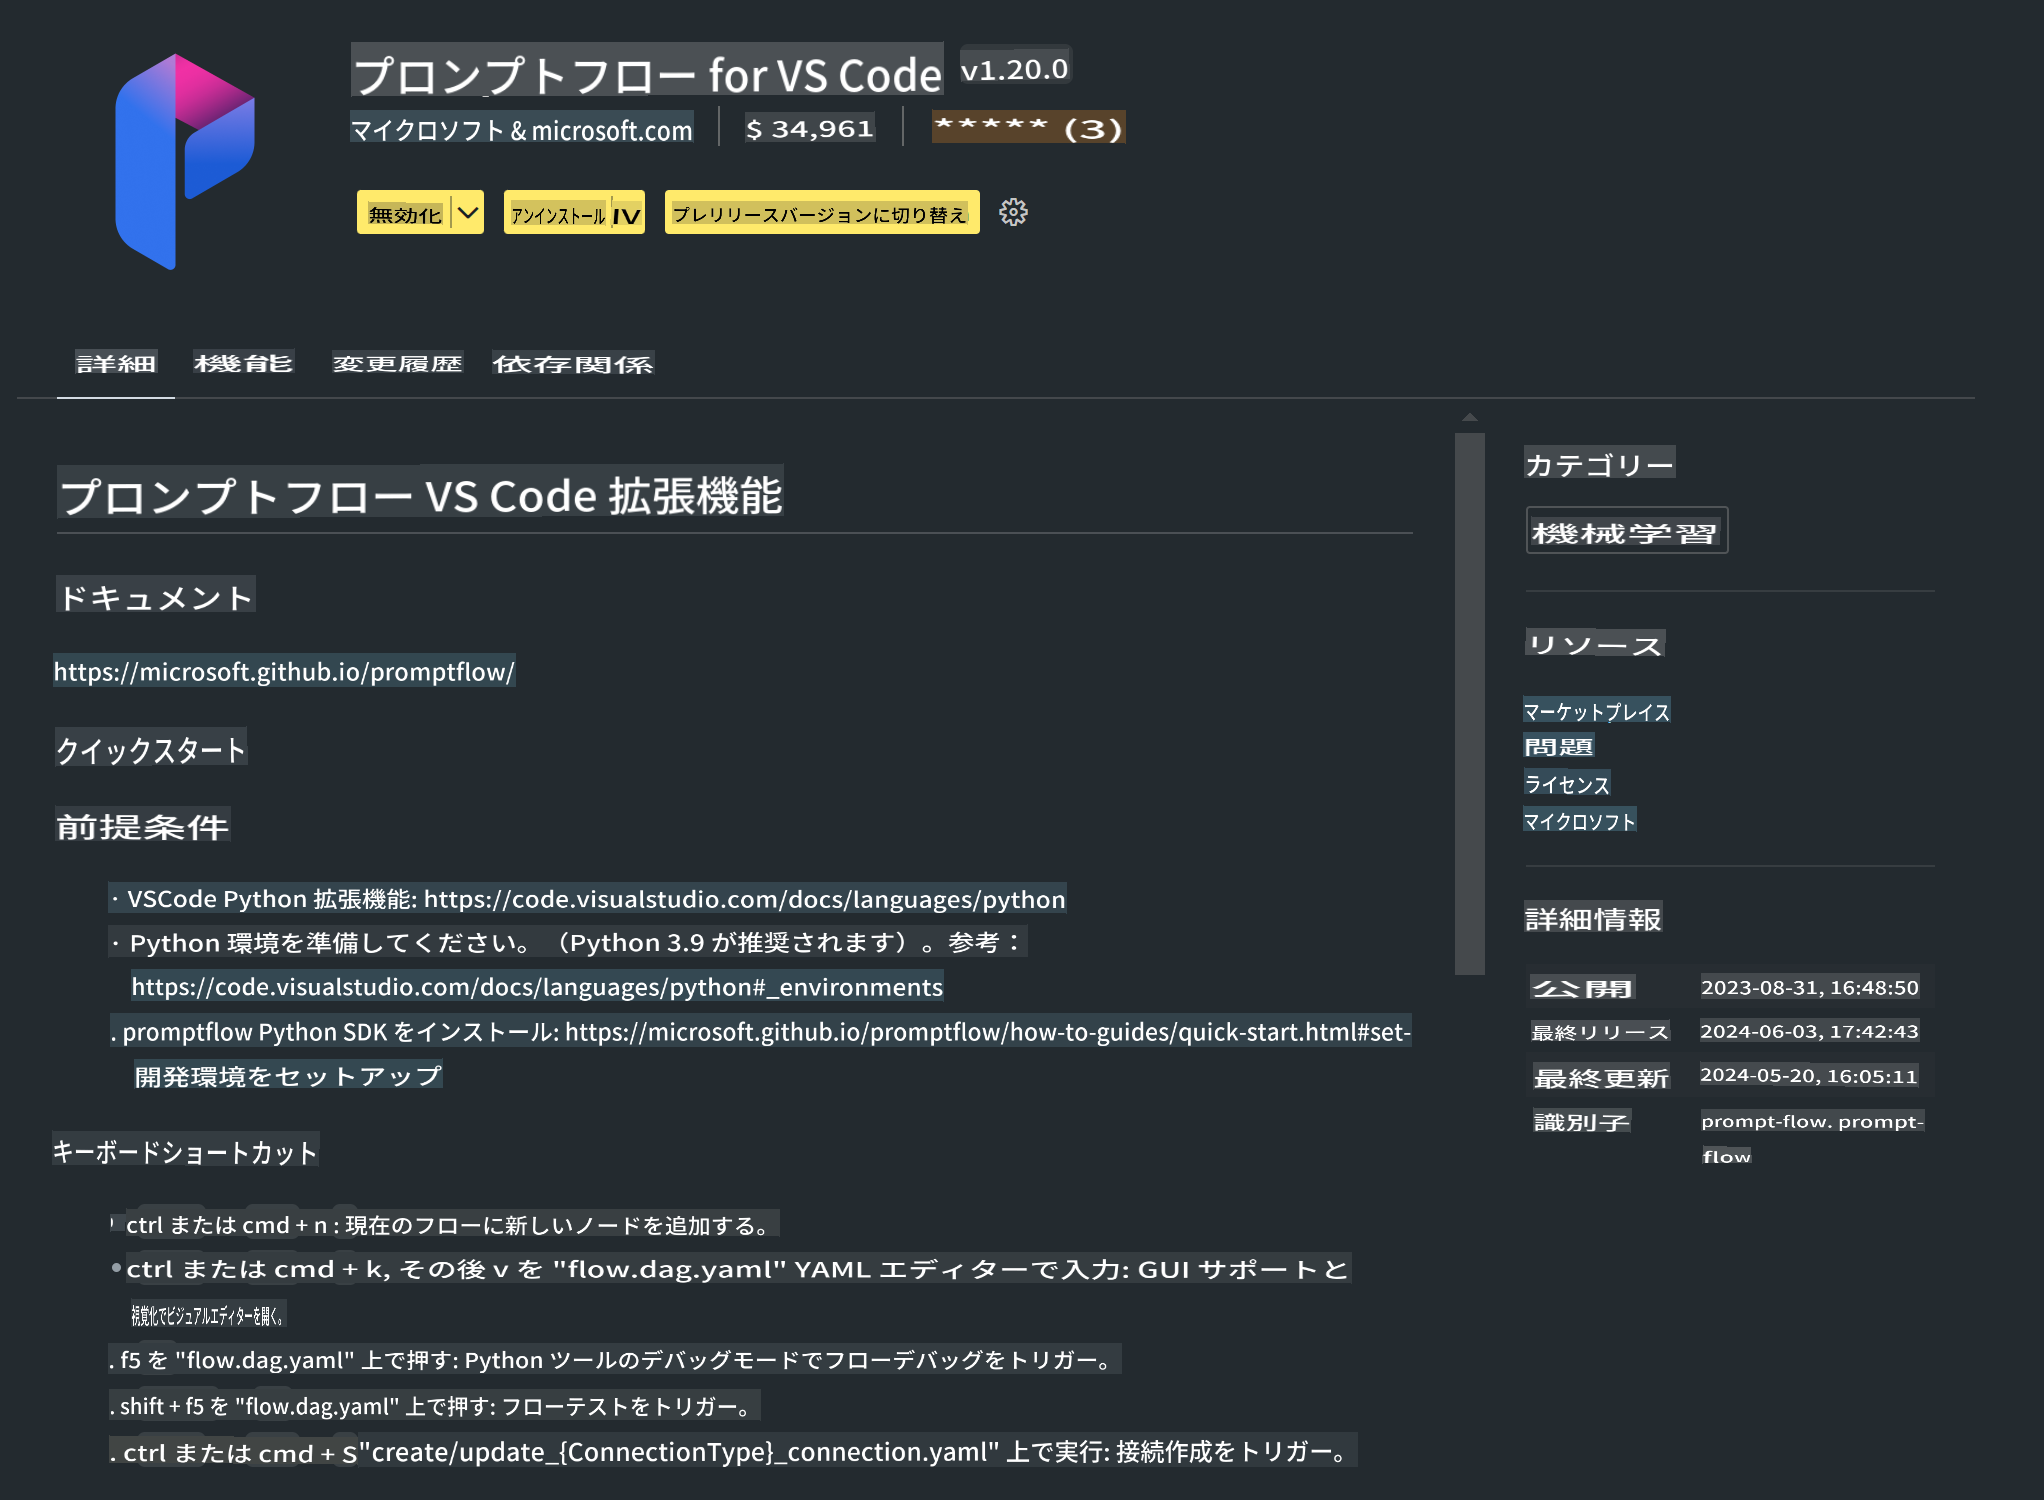 プロンプトフロー for VS Code v1.20.0
マイクロソフト & microsoft.com $ 34,961 ***** (3)
無効化 アンインストール IV プレリリースバージョンに切り替え
詳細 機能 変更履歴 依存関係
プロンプトフロー VS Code 拡張機能
ドキュメント
https://microsoft.github.io/promptflow/
クイックスタート
前提条件
· VSCode Python 拡張機能: https://code.visualstudio.com/docs/languages/python
· Python 環境を準備してください。（Python 3.9 が推奨されます）。参考：
https://code.visualstudio.com/docs/languages/python#_environments
. promptflow Python SDK をインストール: https://microsoft.github.io/promptflow/how-to-guides/quick-start.html#set-
開発環境をセットアップ
キーボードショートカット
ctrl または cmd + n : 現在のフローに新しいノードを追加する。
• ctrl または cmd + k, その後 v を "flow.dag.yaml" YAML エディターで入力: GUI サポートと
視覚化でビジュアルエディターを開く。
. f5 を "flow.dag.yaml" 上で押す: Python ツールのデバッグモードでフローデバッグをトリガー。
. shift + f5 を "flow.dag.yaml" 上で押す: フローテストをトリガー。
. ctrl または cmd + S"create/update_{ConnectionType}_connection.yaml" 上で実行: 接続作成をトリガー。
カテゴリー
機械学習
リソース
マーケットプレイス
問題
ライセンス
マイクロソフト
詳細情報
公開 2023-08-31, 16:48:50
最終リリース 2024-06-03, 17:42:43
最終更新 2024-05-20, 16:05:11
識別子 prompt-flow. prompt-
flow